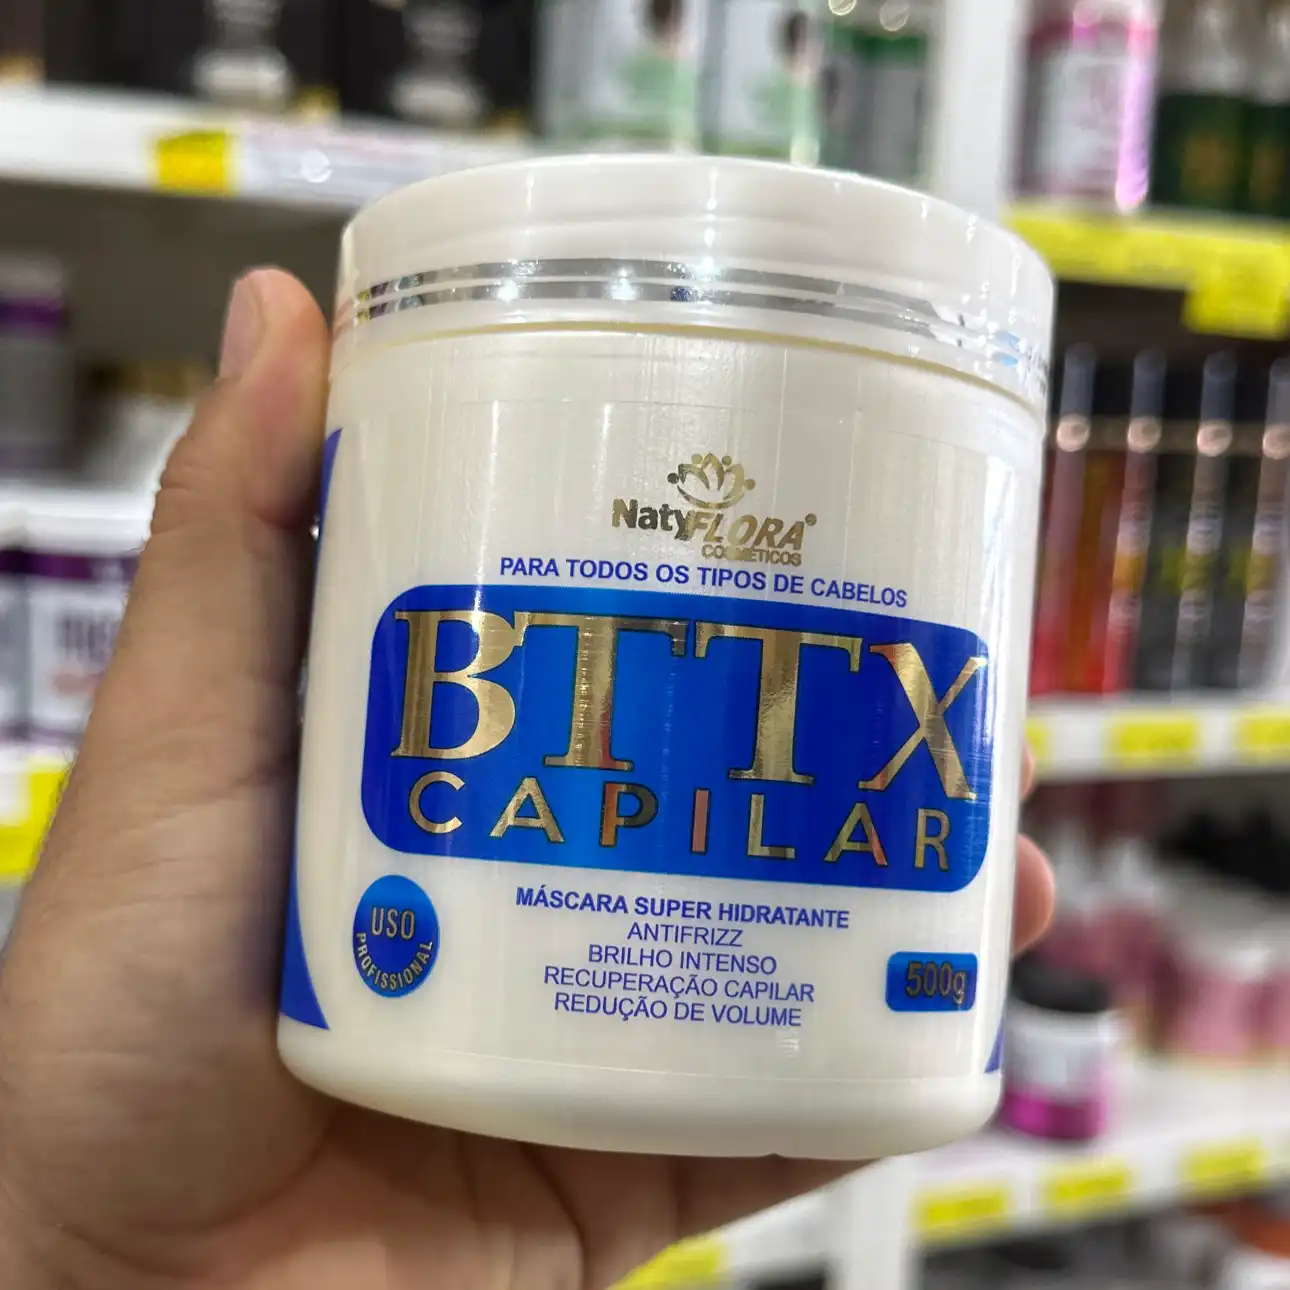 NatyFLORA®
COSMÉTICOS
PARA TODOS OS TIPOS DE CABELOS
BTTX
CAPILAR
MÁSCARA SUPER HIDRATANTE
ANTIFRIZZ
BRILHO INTENSO
RECUPERAÇÃO CAPILAR
REDUÇÃO DE VOLUME
USO
PROFISSIONAL
500g